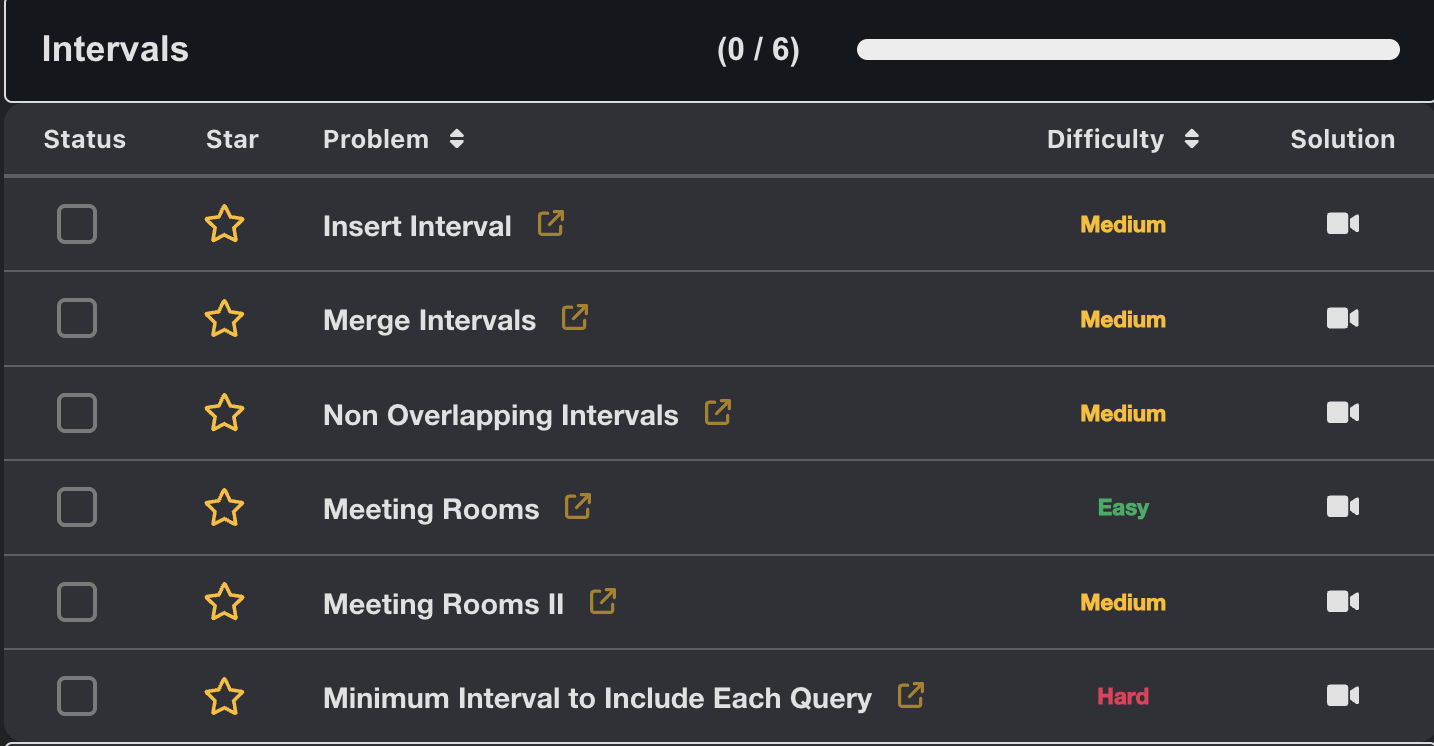 Intervals (0 / 6)
Status Star Problem Difficulty Solution
Insert Interval Medium
Merge Intervals Medium
Non Overlapping Intervals Medium
Meeting Rooms Easy
Meeting Rooms II Medium
Minimum Interval to Include Each Query Hard